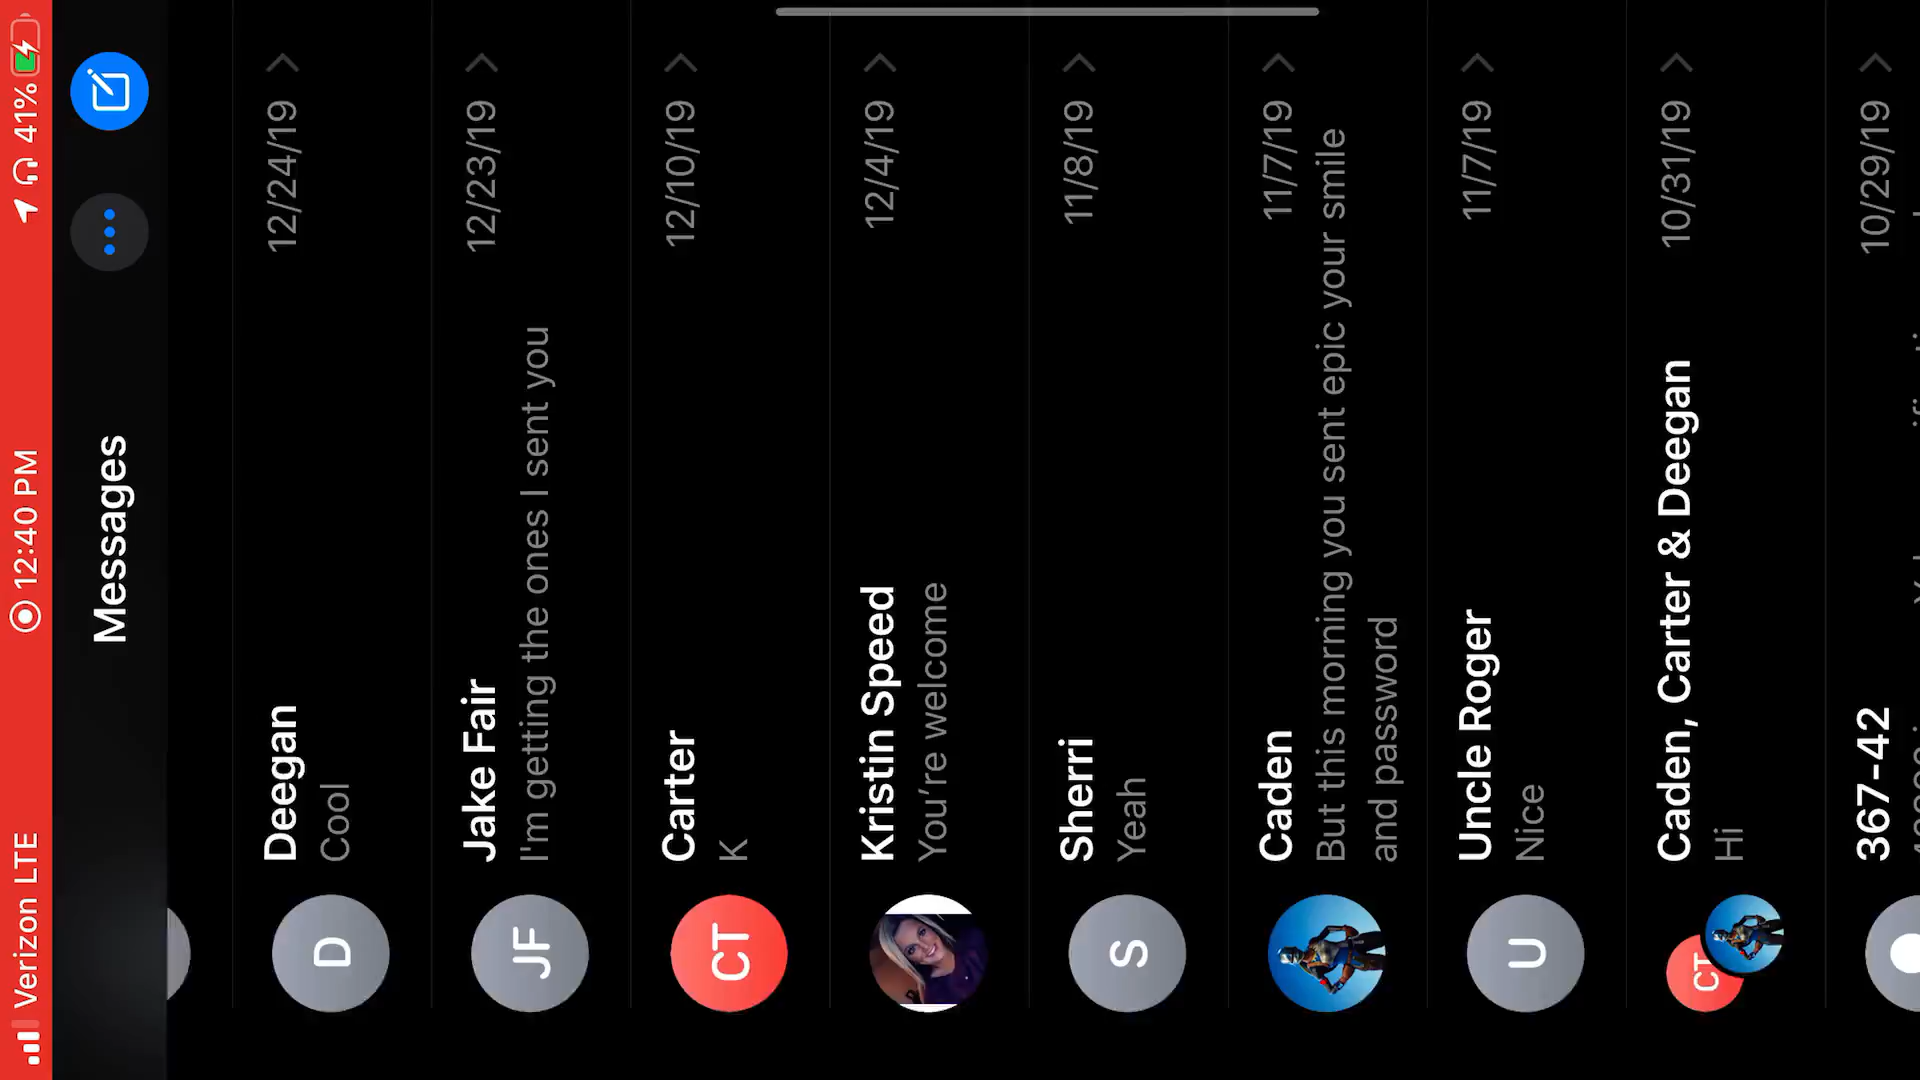 Verizon LTE 12:40 PM 41%
Messages
Deegan 12/24/19
Cool
D
Jake Fair 12/23/19
I'm getting the ones I sent you
JF
Carter 12/10/19
K
CT
Kristin Speed 12/4/19
You're welcome
Sherri 11/8/19
Yeah
S
Caden 11/7/19
But this morning you sent epic your smile
and password
Uncle Roger 11/7/19
Nice
U
Caden, Carter & Deegan 10/31/19
Hi
CT
367-42 10/29/19